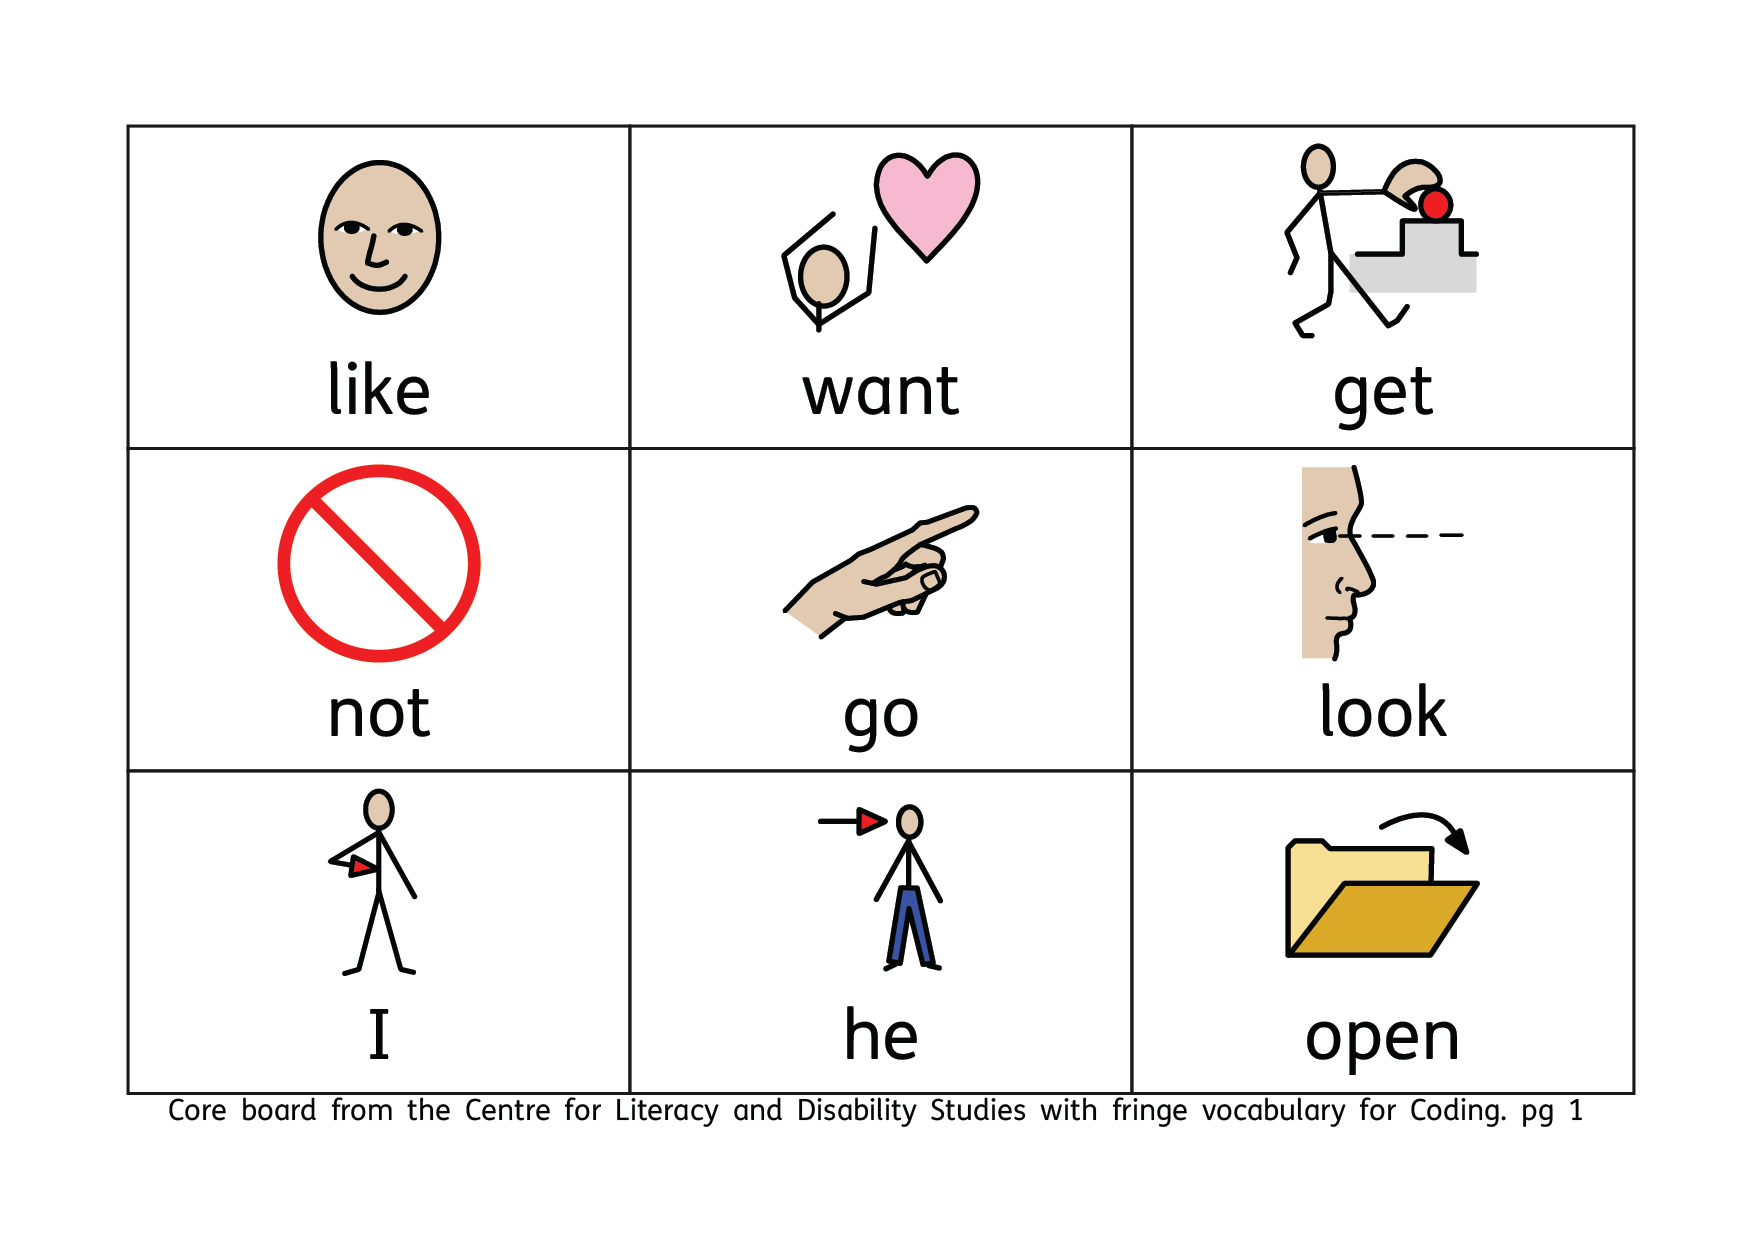 like want get
not go look
I he open
Core board from the Centre for Literacy and Disability Studies with fringe vocabulary for Coding. pg 1